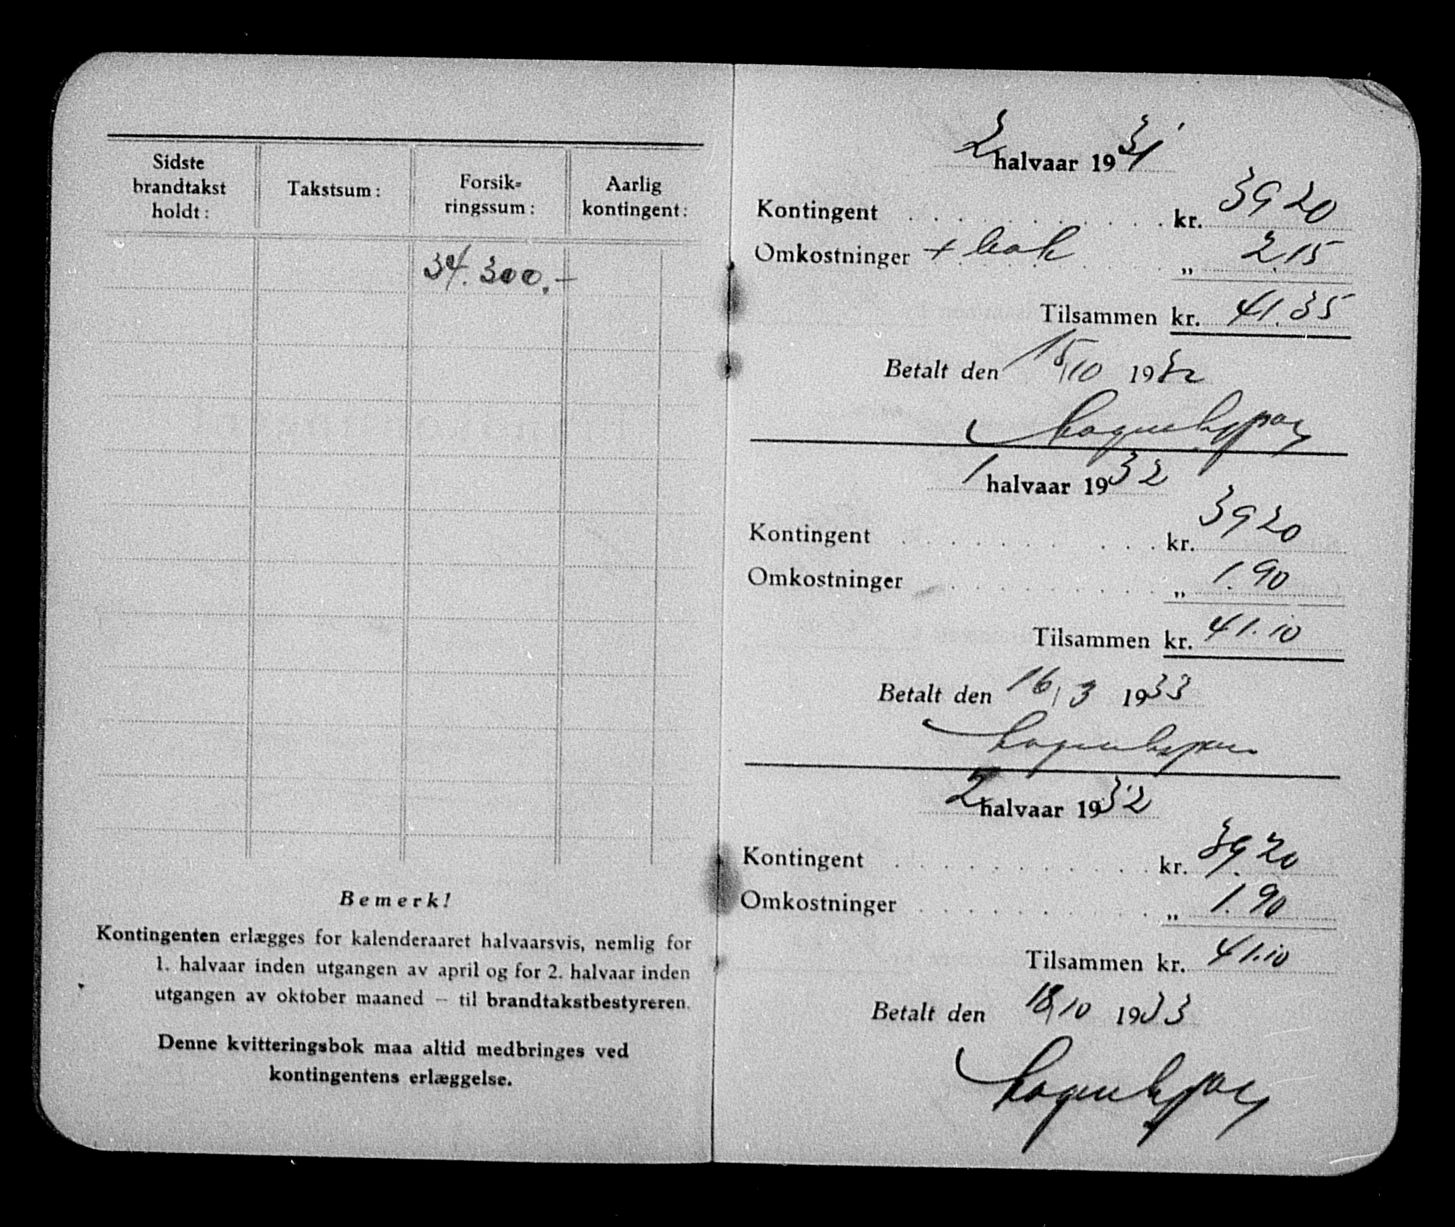 Sidste brandtakst holdt: Takstsum: Forsikringssum: Aarlig kontingent:
34.300.-
Bemerk!
Kontingenten erlægges for kalenderaaret halvaarsvis, nemlig for
1. halvaar inden utgangen av april og for 2. halvaar inden
utgangen av oktober maaned — til brandtakstbestyreren.
Denne kvitteringsbok maa altid medbringes ved
kontingentens erlæggelse.
2 halvaar 1931
Kontingent kr. 39 20
Omkostninger + bok „ 2.15
Tilsammen kr. 41.35
Betalt den 15/10 1932
1 halvaar 1932
Kontingent kr. 39 20
Omkostninger „ 1.90
Tilsammen kr. 41.10
Betalt den 16/3 1933
2 halvaar 1932
Kontingent kr. 39.20
Omkostninger „ 1.90
Tilsammen kr. 41.10
Betalt den 18/10 1933